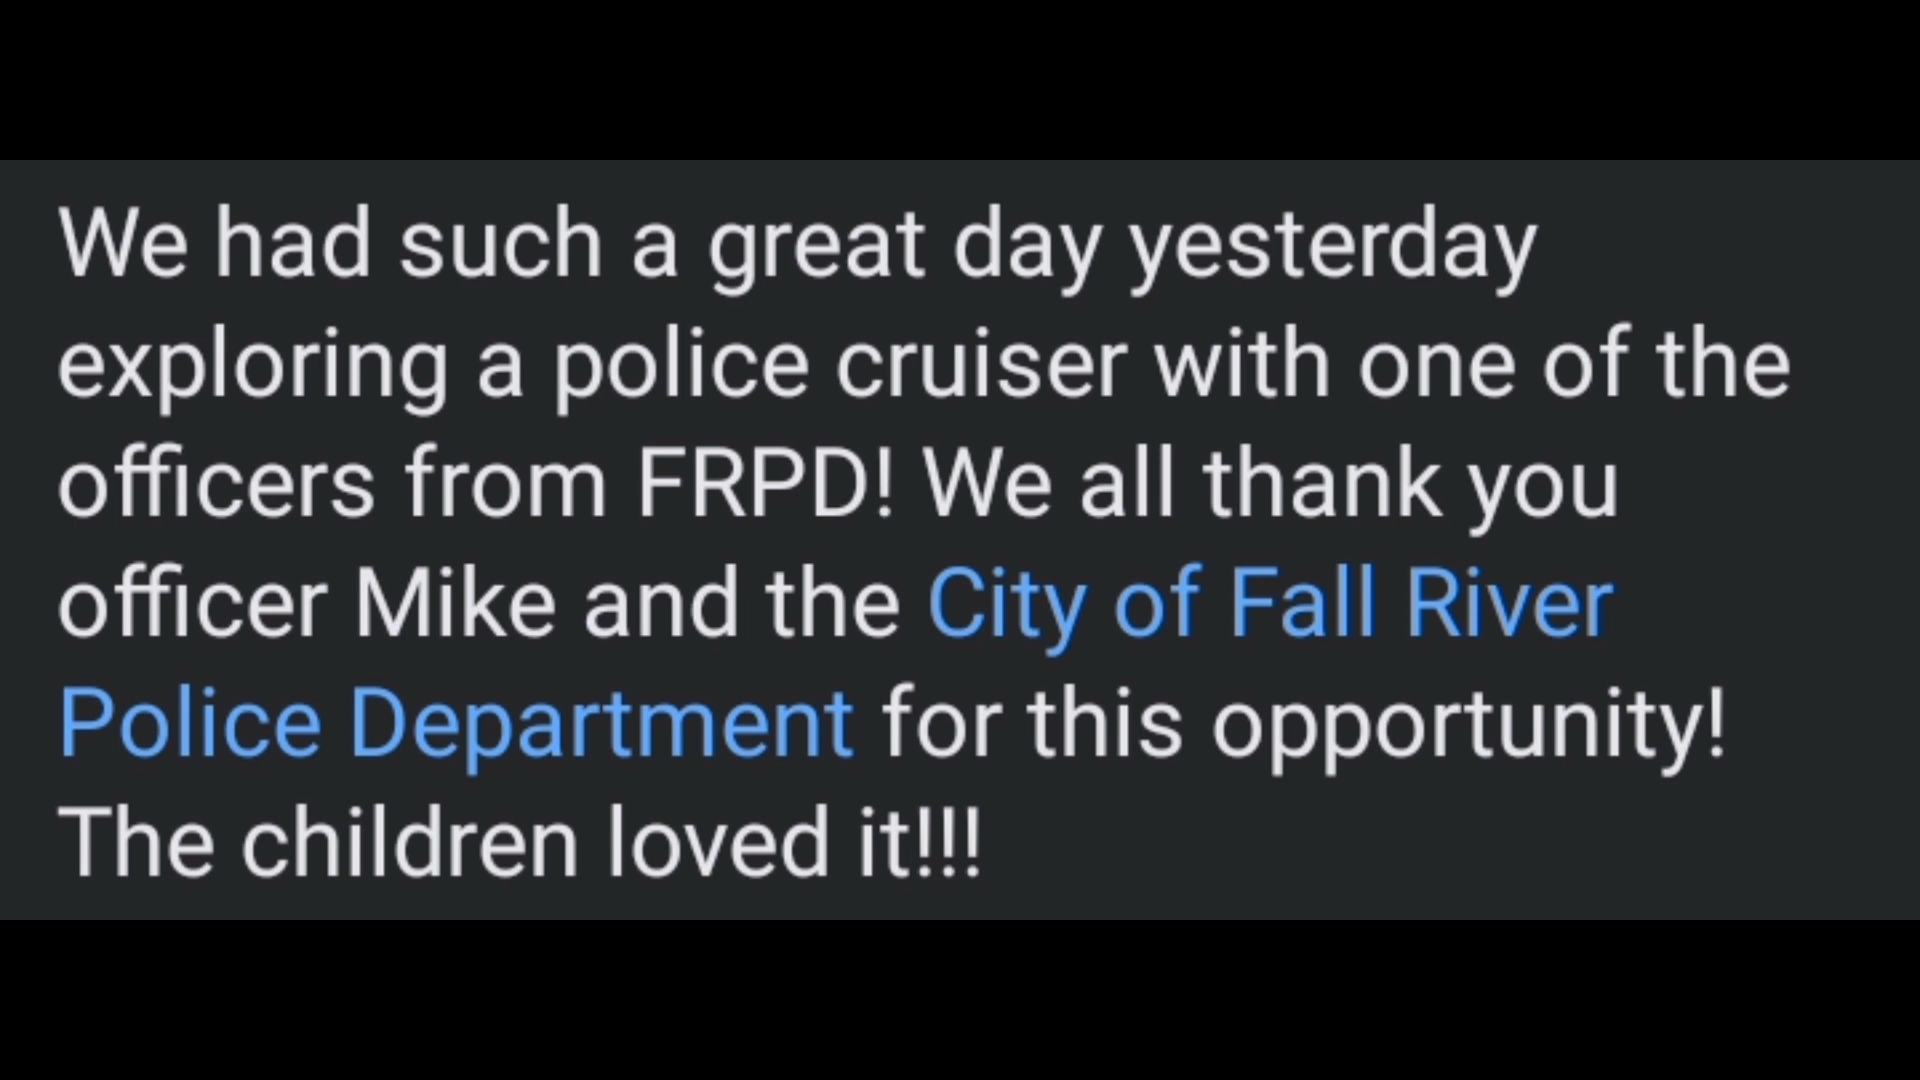 We had such a great day yesterday
exploring a police cruiser with one of the
officers from FRPD! We all thank you
officer Mike and the City of Fall River
Police Department for this opportunity!
The children loved it!!!